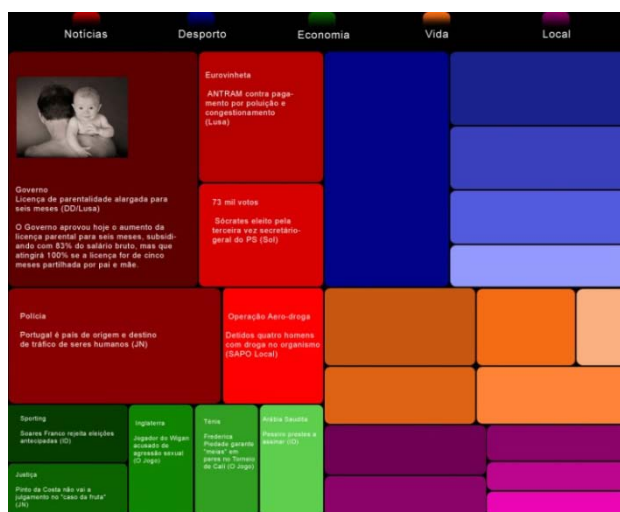 Notícias
Desporto
Economia
Vida
Local
Governo
Licença de parentalidade alargada para
seis meses (DD/Lusa)
O Governo aprovou hoje o aumento da
licença parental para seis meses, subsidi-
ando com 83% do salário bruto, mas que
atingirá 100% se a licença for de cinco
meses partilhada por pai e mãe.
Eurovinheta
ANTRAM contra paga-
mento por poluição e
congestionamento
(Lusa)
73 mil votos
Sócrates eleito pela
terceira vez secretário-
geral do PS (Sol)
Polícia
Portugal é país de origem e destino
de tráfico de seres humanos (JN)
Operação Aero-droga
Detidos quatro homens
com droga no organismo
(SAPO Local)
Sporting
Soares Franco rejeita eleições
antecipadas (ID)
Justiça
Pinto da Costa não vai a
julgamento no "caso da fruta"
(JN)
Inglaterra
Jogador do Wigan
acusado de
agressão sexual
(O Jogo)
Ténis
Frederica
Piedade garante
"meias" em
pares no Torneio
de Cali (O Jogo)
Arábia Saudita
Peseiro prestes a
assinar (ID)